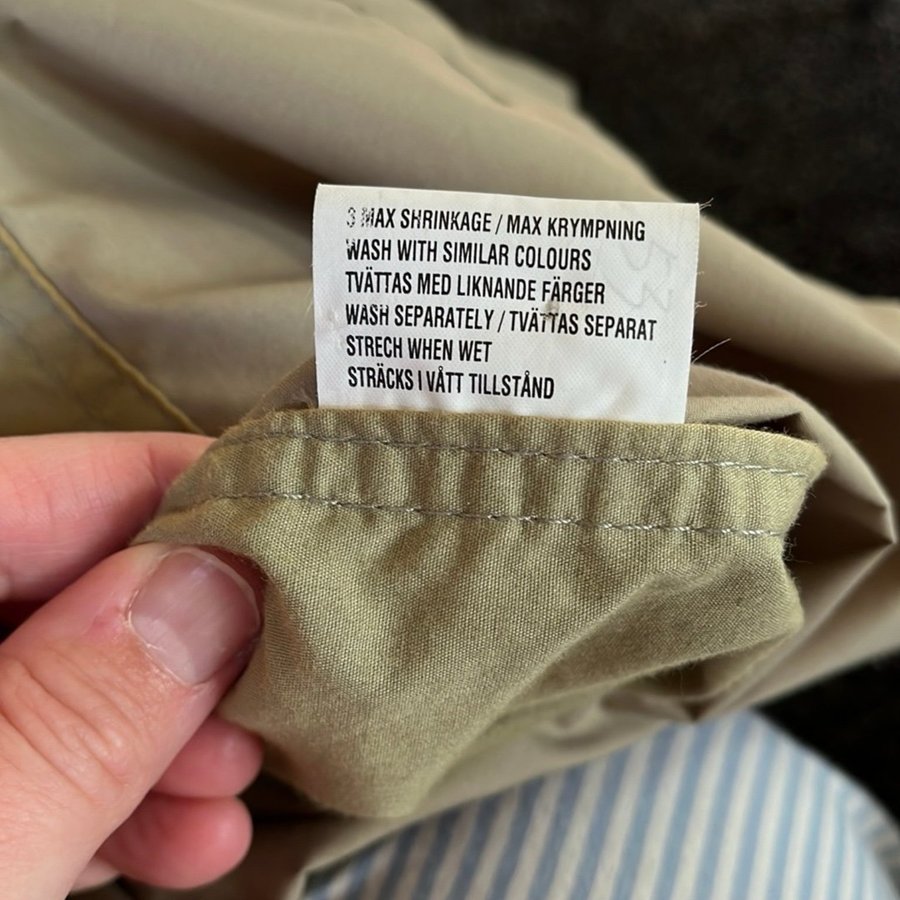 3 MAX SHRINKAGE / MAX KRYMPNING
WASH WITH SIMILAR COLOURS
TVÄTTAS MED LIKNANDE FÄRGER
WASH SEPARATELY / TVÄTTAS SEPARAT
STRECH WHEN WET
STRÄCKS I VÅTT TILLSTÅND